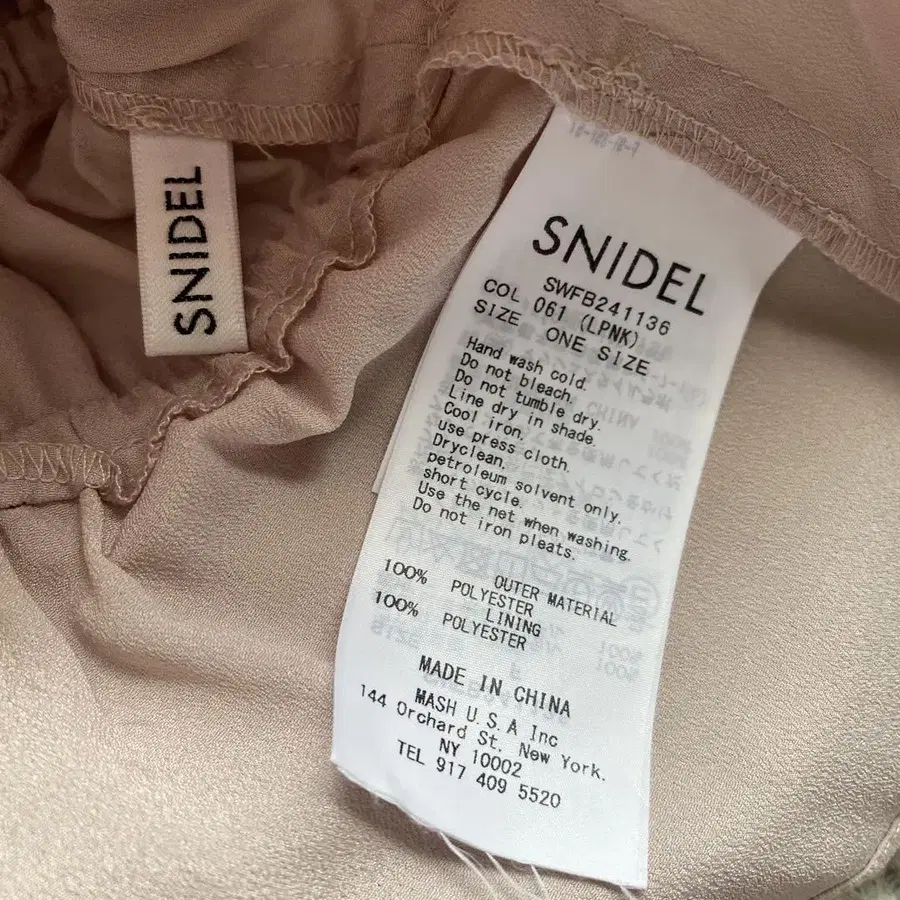 SNIDEL
SNIDEL
SWFB241136
COL 061 (LPNK)
SIZE ONE SIZE
Hand wash cold.
Do not bleach.
Do not tumble dry.
Line dry in shade.
Cool iron.
use press cloth.
Dryclean,
petroleum solvent only,
short cycle.
Use the net when washing.
Do not iron pleats.
OUTER MATERIAL
100% POLYESTER
LINING
100% POLYESTER
MADE IN CHINA
MASH U.S.A Inc
144 Orchard St, New York.
NY 10002
TEL 917 409 5520